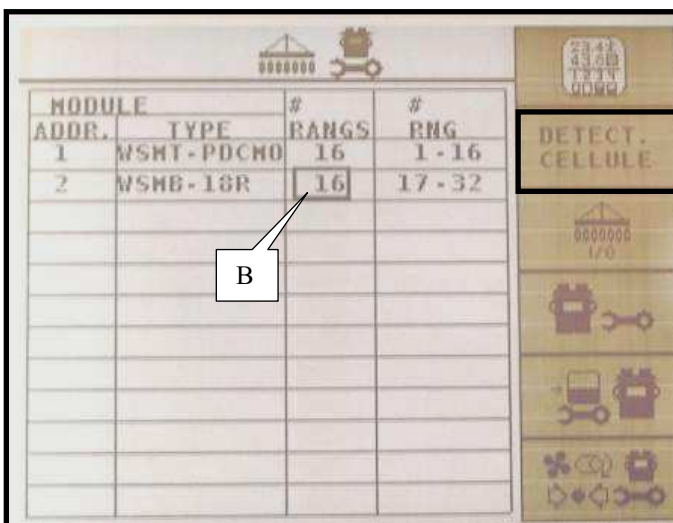 MODULE # #
ADDR. TYPE RANGS RNG
1 WSMT-PDCMO 16 1-16
2 WSMB-18R 16 17-32
B
DETECT.
CELLULE
I/O